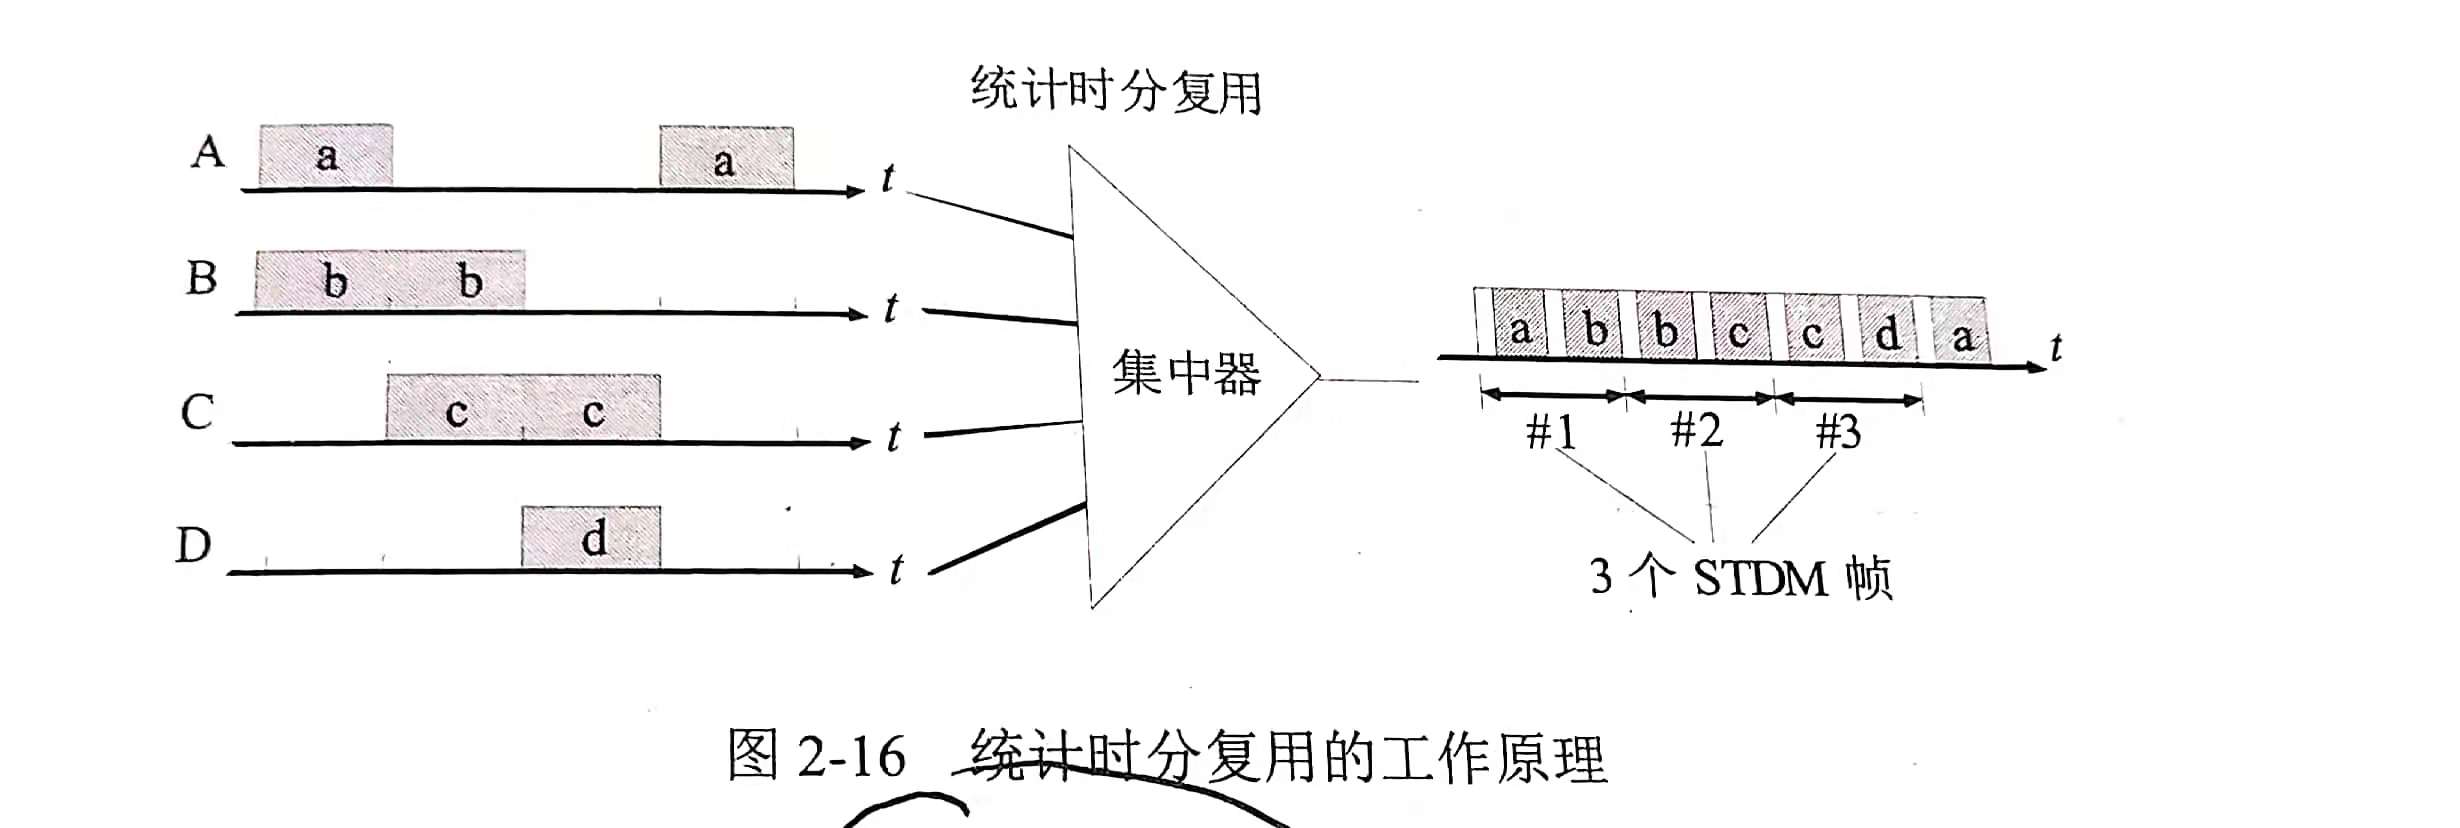 统计时分复用
A a a t
B b b t
C c c t
D d t
集中器
a b b c c d a t
#1 #2 #3
3 个 STDM 帧
图 2-16 统计时分复用的工作原理